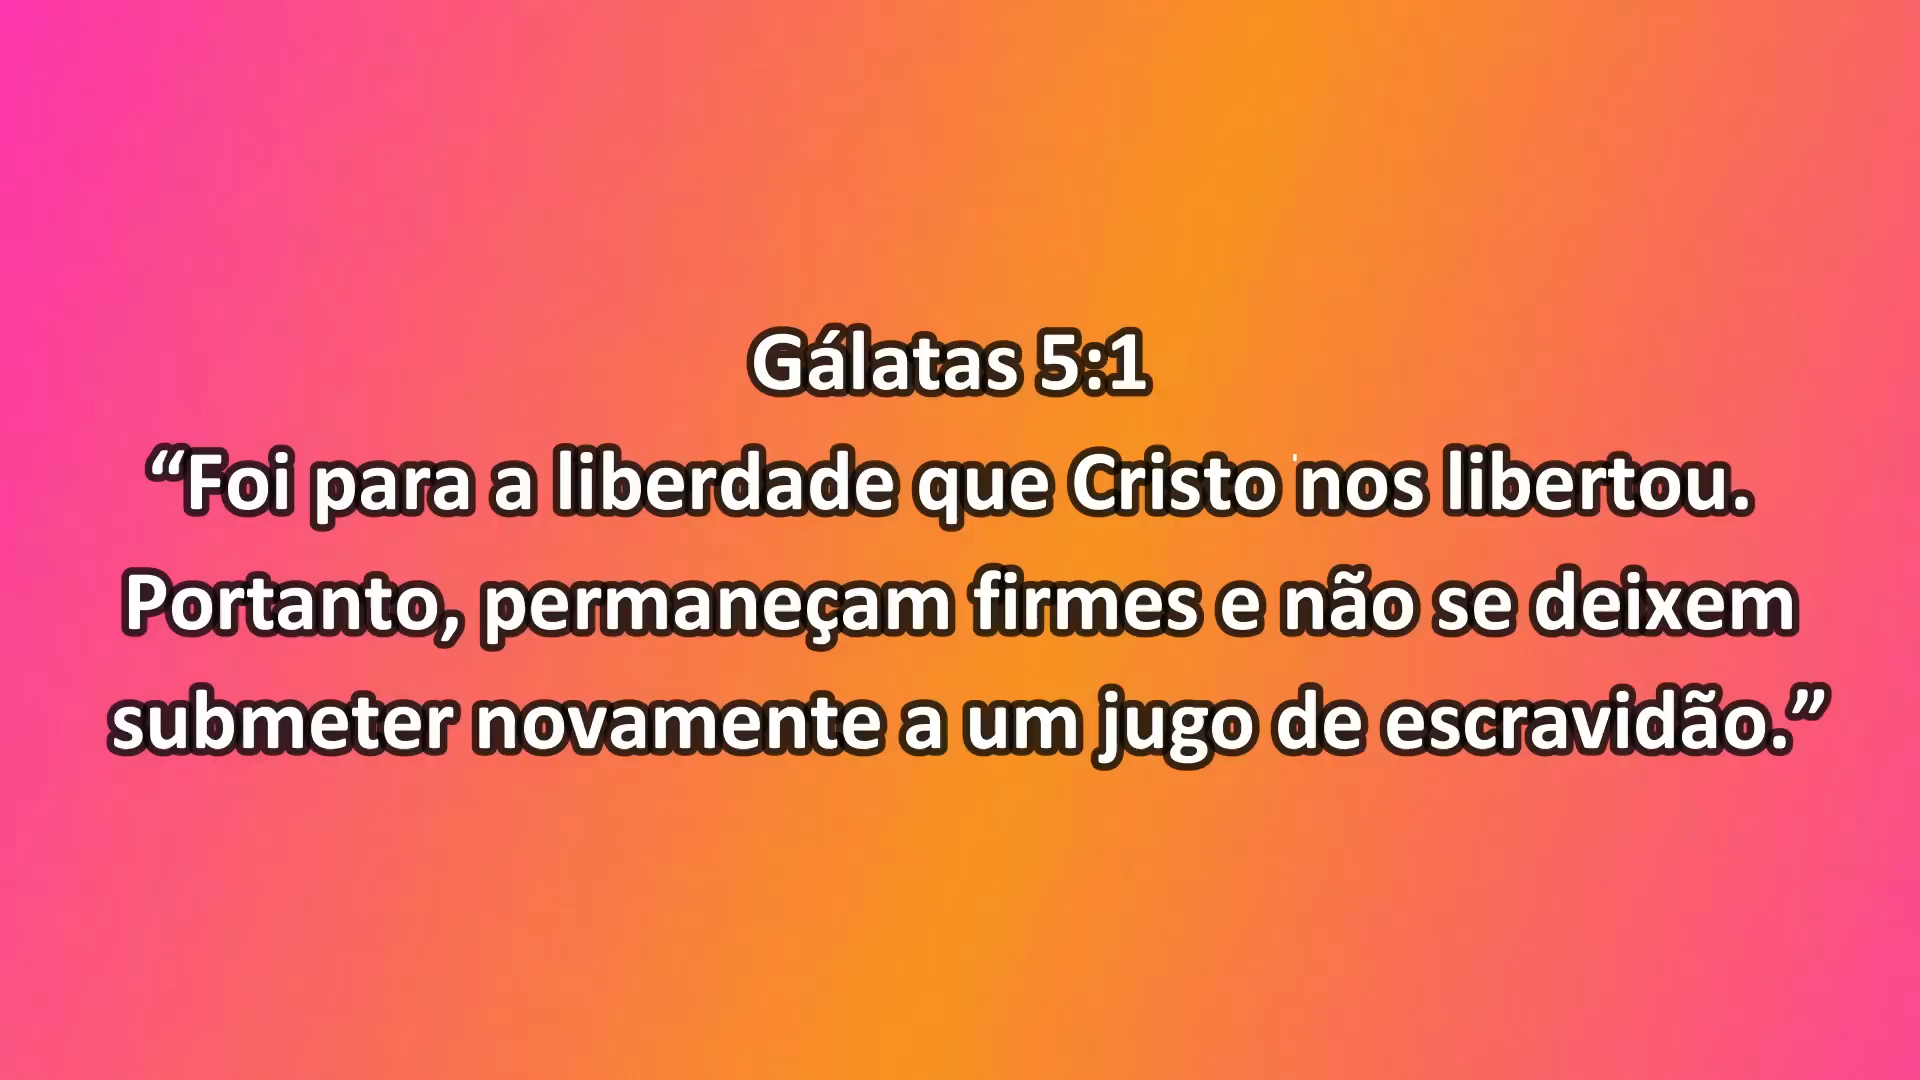 Gálatas 5:1
“Foi para a liberdade que Cristo nos libertou.
Portanto, permaneçam firmes e não se deixem
submeter novamente a um jugo de escravidão.”